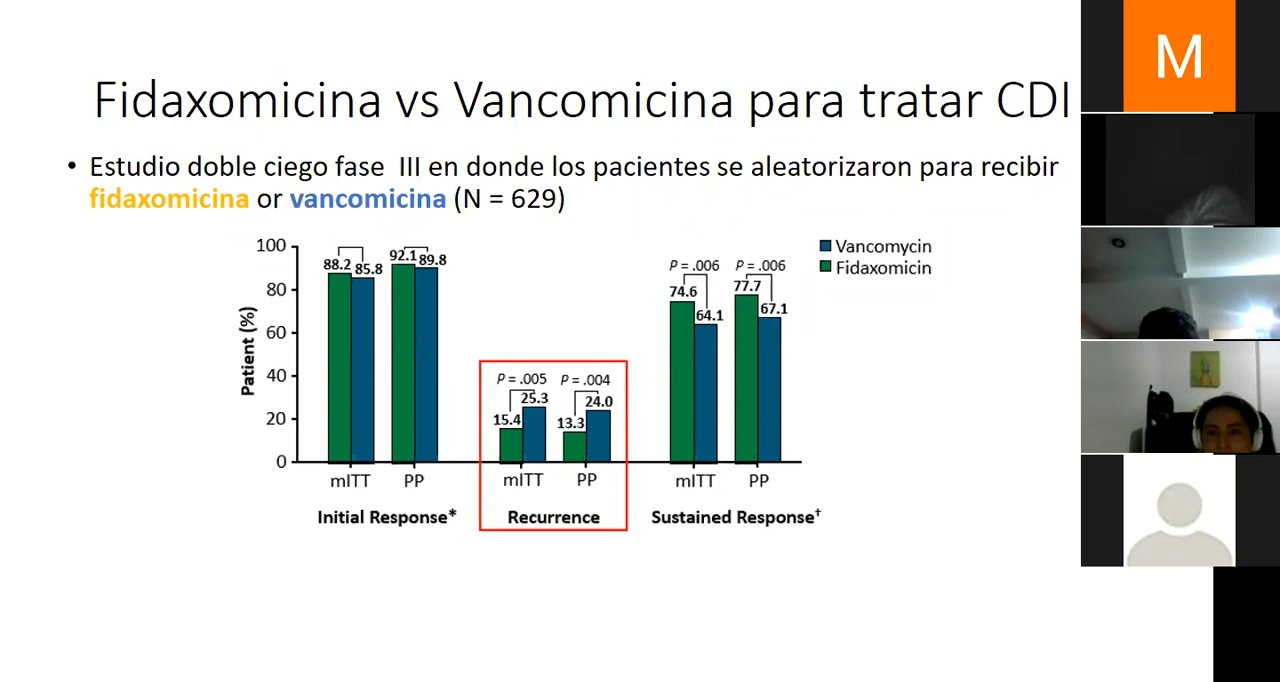 Fidaxomicina vs Vancomicina para tratar CDI
M
• Estudio doble ciego fase III en donde los pacientes se aleatorizaron para recibir
fidaxomicina or vancomicina (N = 629)
Patient (%)
100
80
60
40
20
0
88.2 85.8 92.1 89.8
P = .005 P = .004
15.4 25.3 13.3 24.0
P = .006 P = .006
74.6 64.1 77.7 67.1
Vancomycin
Fidaxomicin
mITT PP mITT PP mITT PP
Initial Response* Recurrence Sustained Response†